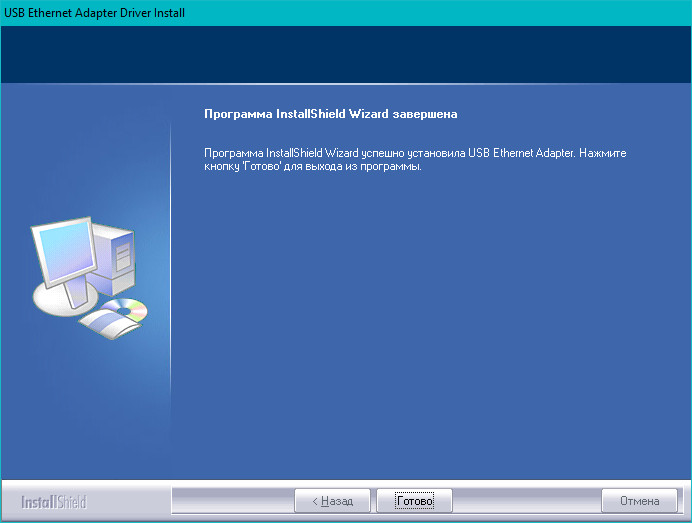 USB Ethernet Adapter Driver Install
Программа InstallShield Wizard завершена
Программа InstallShield Wizard успешно установила USB Ethernet Adapter. Нажмите
кнопку 'Готово' для выхода из программы.
InstallShield
< Назад
Готово
Отмена